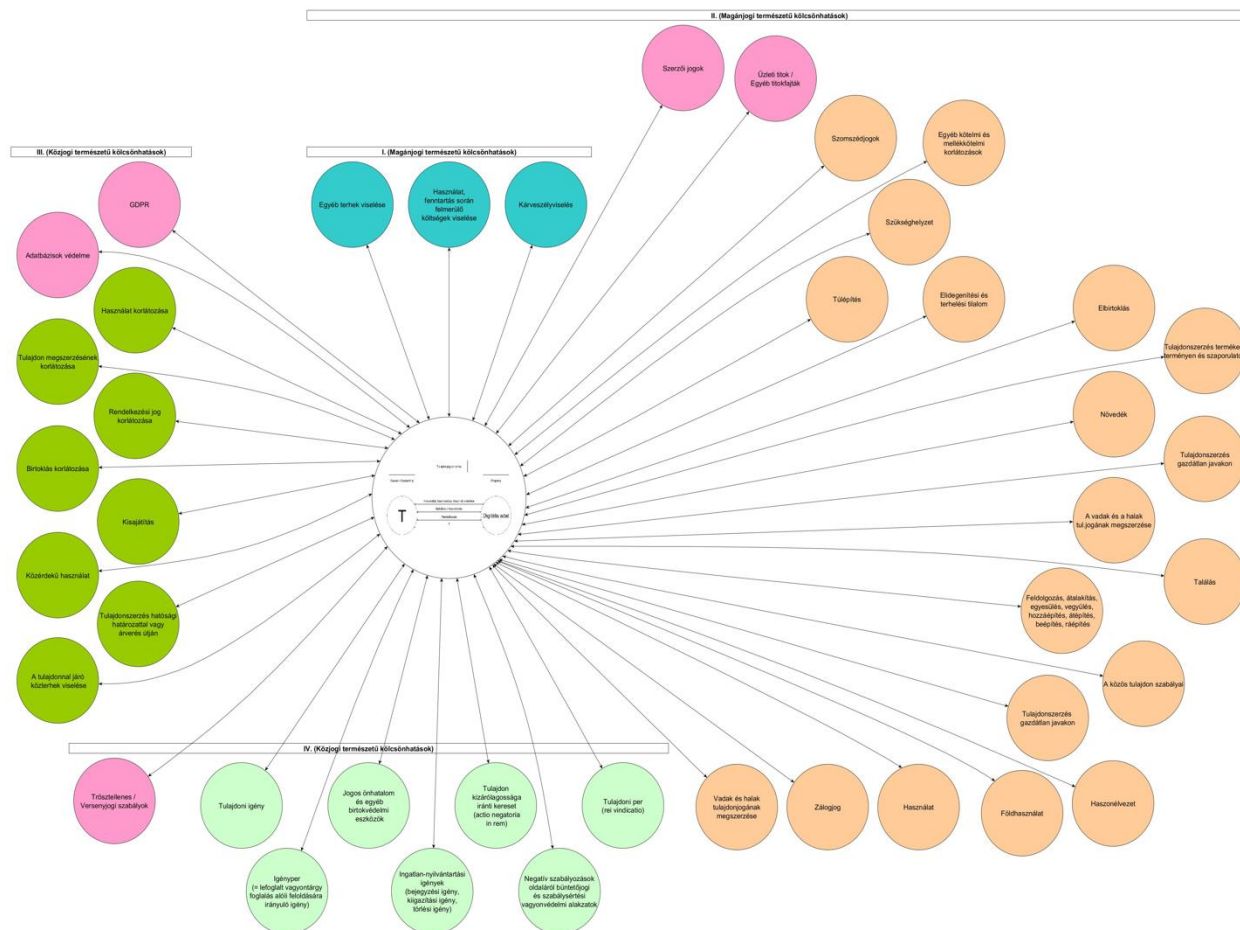 II. (Magánjogi természetű kölcsönhatások)
Szerzői jogok
Üzleti titok /
Egyéb titokfajták
Szomszédjogok
Egyéb kötelmi és
mellékkötelmi
korlátozások
III. (Közjogi természetű kölcsönhatások)
I. (Magánjogi természetű kölcsönhatások)
GDPR
Egyéb terhek viselése
Használat,
fenntartás során
felmerülő
költségek viselése
Kárveszélyviselés
Szükséghelyzet
Adatbázisok védelme
Használat korlátozása
Túlépítés
Elidegenítési és
terhelési tilalom
Elbirtoklás
Tulajdon megszerzésének
korlátozása
Tulajdonszerzés
terményen és
Rendelkezési jog
korlátozása
Növedék
Birtoklás korlátozása
Tulajdonszerzés
gazdátlan javakon
Kisajátítás
T
A vadak és a halak
tul.jogának megszerzése
Közérdekű használat
Találás
Tulajdonszerzés hatósági
határozattal vagy
árverés útján
Feldolgozás, átalakítás,
egyesülés, vegyülés,
hozzáépítés, átépítés,
beépítés, ráépítés
A tulajdonnal járó
közterhek viselése
A közös tulajdon szabályai
Tulajdonszerzés
gazdátlan javakon
IV. (Közjogi természetű kölcsönhatások)
Trösztellenes /
Versenyjogi szabályok
Tulajdoni igény
Jogos önhatalom
és egyéb
birtokvédelmi
eszközök
Tulajdon
kizárólagossága
iránti kereset
(actio negatoria
in rem)
Tulajdoni per
(rei vindicatio)
Vadak és halak
tulajdonjogának
megszerzése
Zálogjog
Használat
Földhasználat
Haszonélvezet
Igényper
(= lefoglalt vagyontárgy
foglalás alóli feloldására
irányuló igény)
Ingatlan-nyilvántartási
igények
(bejegyzési igény,
kiigazítási igény,
törlési igény)
Negatív szabályozások
oldaláról büntetőjogi
és szabálysértési
vagyonvédelmi alakzatok